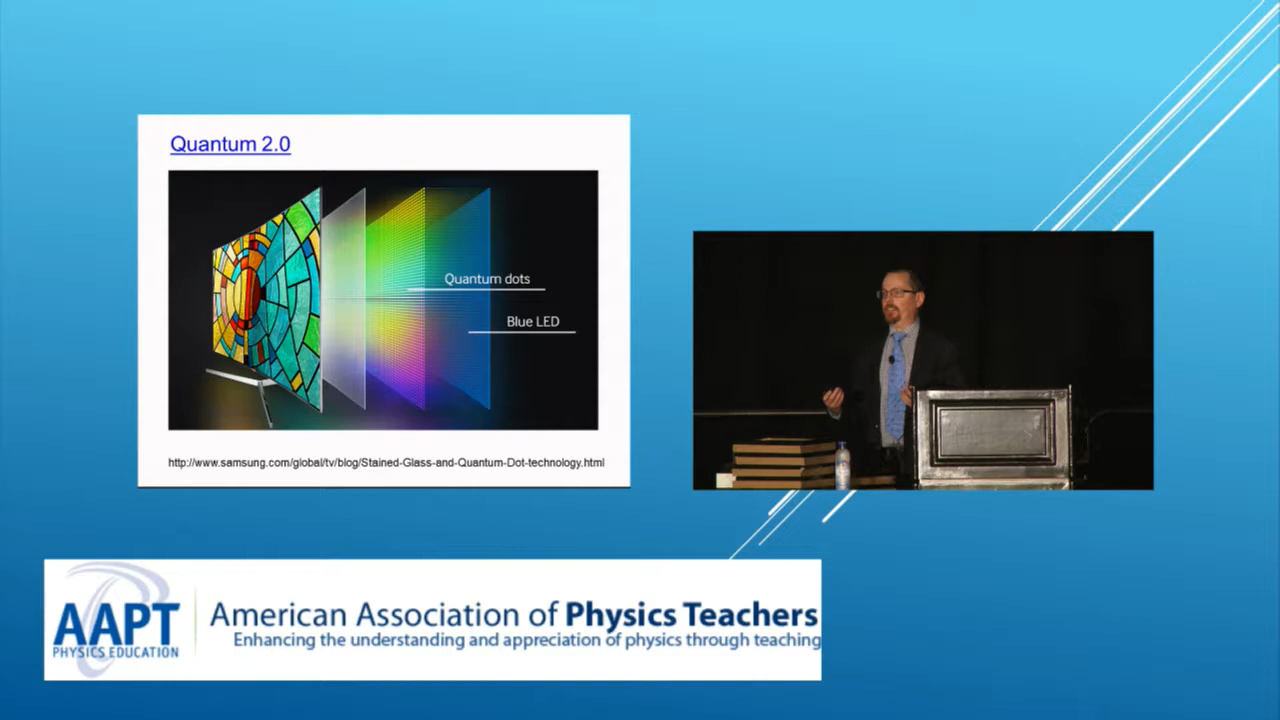 Quantum 2.0
Quantum dots
Blue LED
http://www.samsung.com/global/tv/blog/Stained-Glass-and-Quantum-Dot-technology.html
AAPT
PHYSICS EDUCATION
American Association of Physics Teachers
Enhancing the understanding and appreciation of physics through teaching